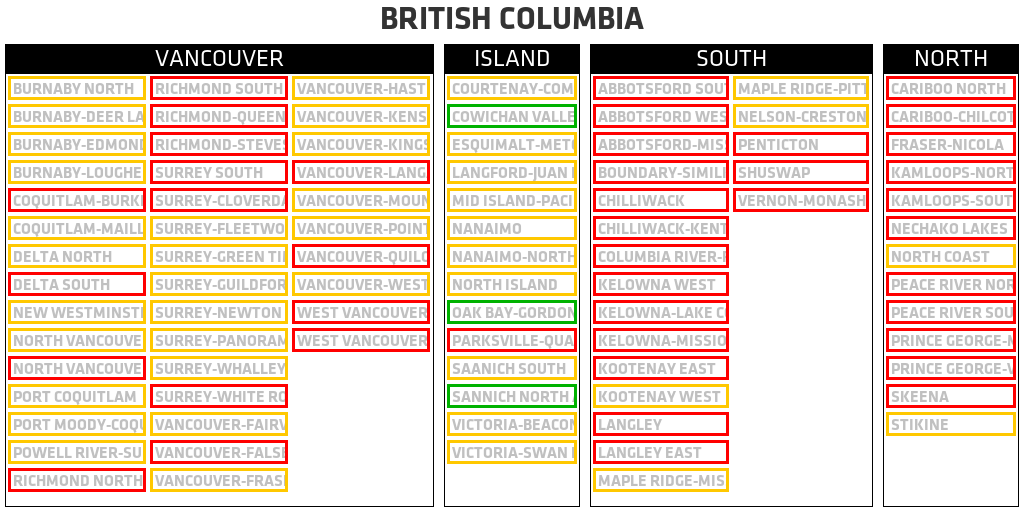 BRITISH COLUMBIA
VANCOUVER
BURNABY NORTH
BURNABY-DEER LA
BURNABY-EDMOND
BURNABY-LOUGHE
COQUITLAM-BURKE
COQUITLAM-MAILL
DELTA NORTH
DELTA SOUTH
NEW WESTMINST
NORTH VANCOUVE
NORTH VANCOUVE
PORT COQUITLAM
PORT MOODY-COQU
POWELL RIVER-SU
RICHMOND NORTH
RICHMOND SOUTH
RICHMOND-QUEEN
RICHMOND-STEVES
SURREY SOUTH
SURREY-CLOVERDA
SURREY-FLEETWO
SURREY-GREEN TI
SURREY-GUILDFOR
SURREY-NEWTON
SURREY-PANORAM
SURREY-WHALLEY
SURREY-WHITE RO
VANCOUVER-FAIRV
VANCOUVER-FALSE
VANCOUVER-FRASE
VANCOUVER-HAST
VANCOUVER-KENS
VANCOUVER-KINGS
VANCOUVER-LANG
VANCOUVER-MOUN
VANCOUVER-POINT
VANCOUVER-QUILC
VANCOUVER-WEST
WEST VANCOUVER
WEST VANCOUVER
ISLAND
COURTENAY-COM
COWICHAN VALLE
ESQUIMALT-METC
LANGFORD-JUAN
MID ISLAND-PACI
NANAIMO
NANAIMO-NORTH
NORTH ISLAND
OAK BAY-GORDON
PARKSVILLE-QUA
SAANICH SOUTH
SANNICH NORTH
VICTORIA-BEACON
VICTORIA-SWAN
SOUTH
ABBOTSFORD SOUT
ABBOTSFORD WES
ABBOTSFORD-MIS
BOUNDARY-SIMILI
CHILLIWACK
CHILLIWACK-KENT
COLUMBIA RIVER-R
KELOWNA WEST
KELOWNA-LAKE C
KELOWNA-MISSIO
KOOTENAY EAST
KOOTENAY WEST
LANGLEY
LANGLEY EAST
MAPLE RIDGE-MIS
MAPLE RIDGE-PITT
NELSON-CRESTON
PENTICTON
SHUSWAP
VERNON-MONASH
NORTH
CARIBOO NORTH
CARIBOO-CHILCOT
FRASER-NICOLA
KAMLOOPS-NORT
KAMLOOPS-SOUT
NECHAKO LAKES
NORTH COAST
PEACE RIVER NOR
PEACE RIVER SOU
PRINCE GEORGE-M
PRINCE GEORGE-V
SKEENA
STIKINE